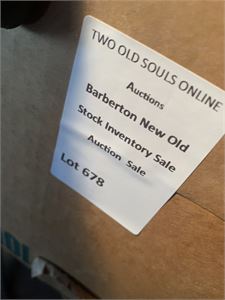 TWO OLD SOULS ONLINE
Auctions
Barberton New Old
Stock Inventory Sale
Auction Sale
Lot 678